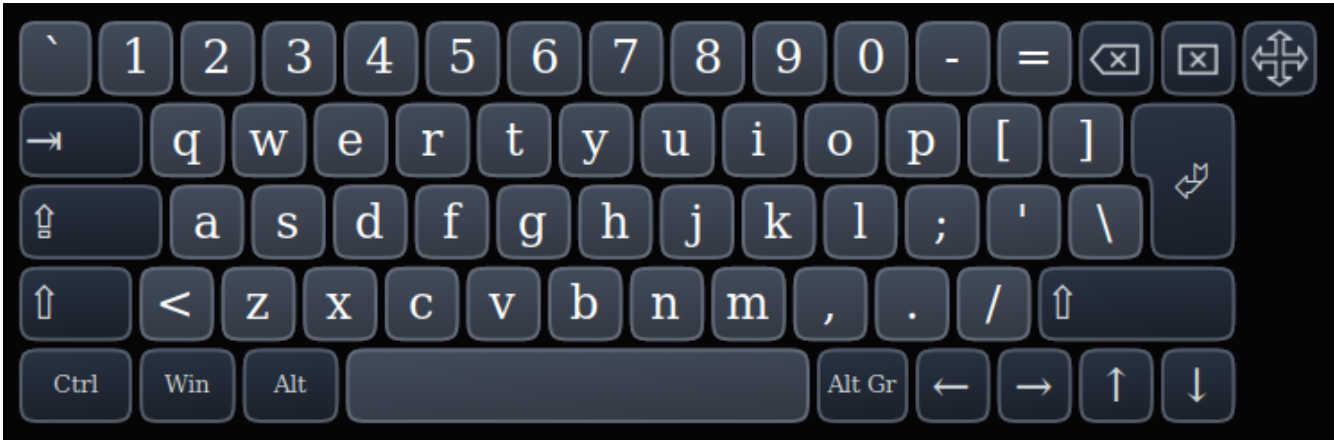 ` 1 2 3 4 5 6 7 8 9 0 - =
⇥ q w e r t y u i o p [ ]
a s d f g h j k l ; ' \
⇧ < z x c v b n m , . / ⇧
Ctrl Win Alt Alt Gr ← → ↑ ↓